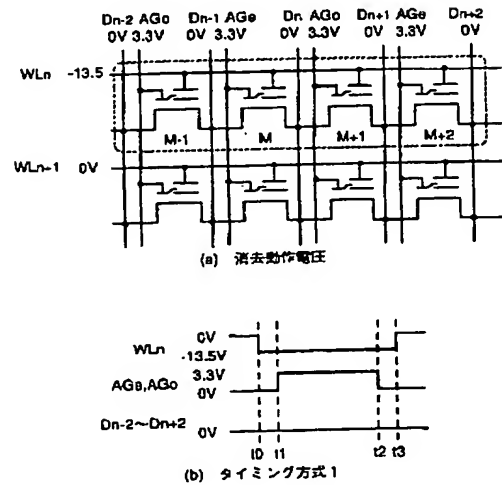 Dn-2 AGo Dn-1 AGe Dn AGo Dn+1 AGe Dn+2
0V 3.3V 0V 3.3V 0V 3.3V 0V 3.3V 0V
WLn -13.5
M-1 M M+1 M+2
WLn+1 0V
(a) 消去動作電圧
WLn 0V
-13.5V
AGe,AGo 3.3V
0V
Dn-2～Dn+2 0V
t0 t1 t2 t3
(b) タイミング方式1